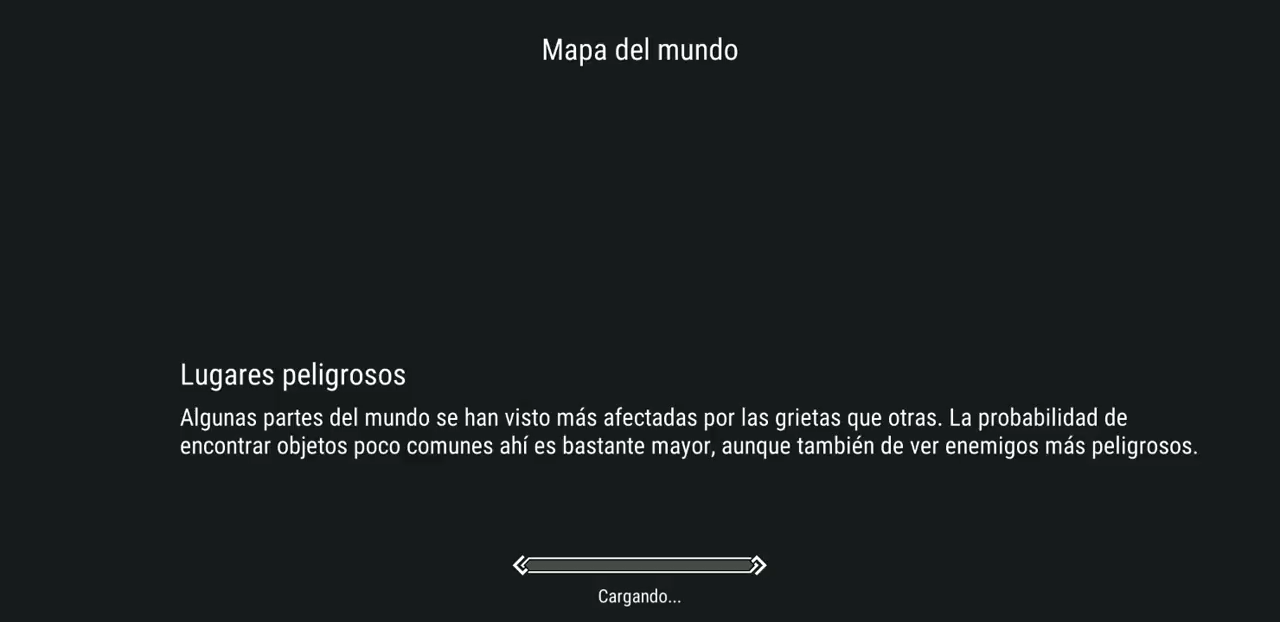 Mapa del mundo
Lugares peligrosos
Algunas partes del mundo se han visto más afectadas por las grietas que otras. La probabilidad de
encontrar objetos poco comunes ahí es bastante mayor, aunque también de ver enemigos más peligrosos.
Cargando...